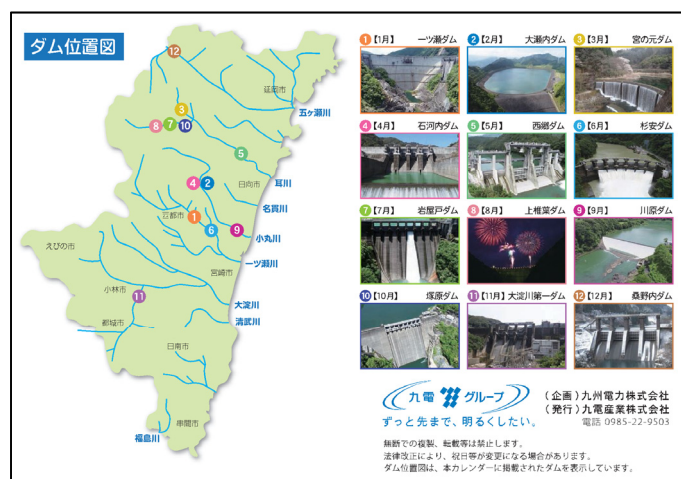 ダム位置図
12
延岡市
五ヶ瀬川
3
8
7
10
5
日向市
耳川
4
2
名貫川
西都市
1
6
9
小丸川
えびの市
一ツ瀬川
宮崎市
小林市
11
大淀川
都城市
清武川
日南市
串間市
福島川
1【1月】 一ツ瀬ダム
2【2月】 大瀬内ダム
3【3月】 宮の元ダム
4【4月】 石河内ダム
5【5月】 西郷ダム
6【6月】 杉安ダム
7【7月】 岩屋戸ダム
8【8月】 上椎葉ダム
9【9月】 川原ダム
10【10月】 塚原ダム
11【11月】大淀川第一ダム
12【12月】 桑野内ダム
九電 グループ
ずっと先まで、明るくしたい。
（企画）九州電力株式会社
（発行）九電産業株式会社
電話 0985-22-9503
無断での複製、転載等は禁止します。
法律改正により、祝日等が変更になる場合があります。
ダム位置図は、本カレンダーに掲載されたダムを表示しています。